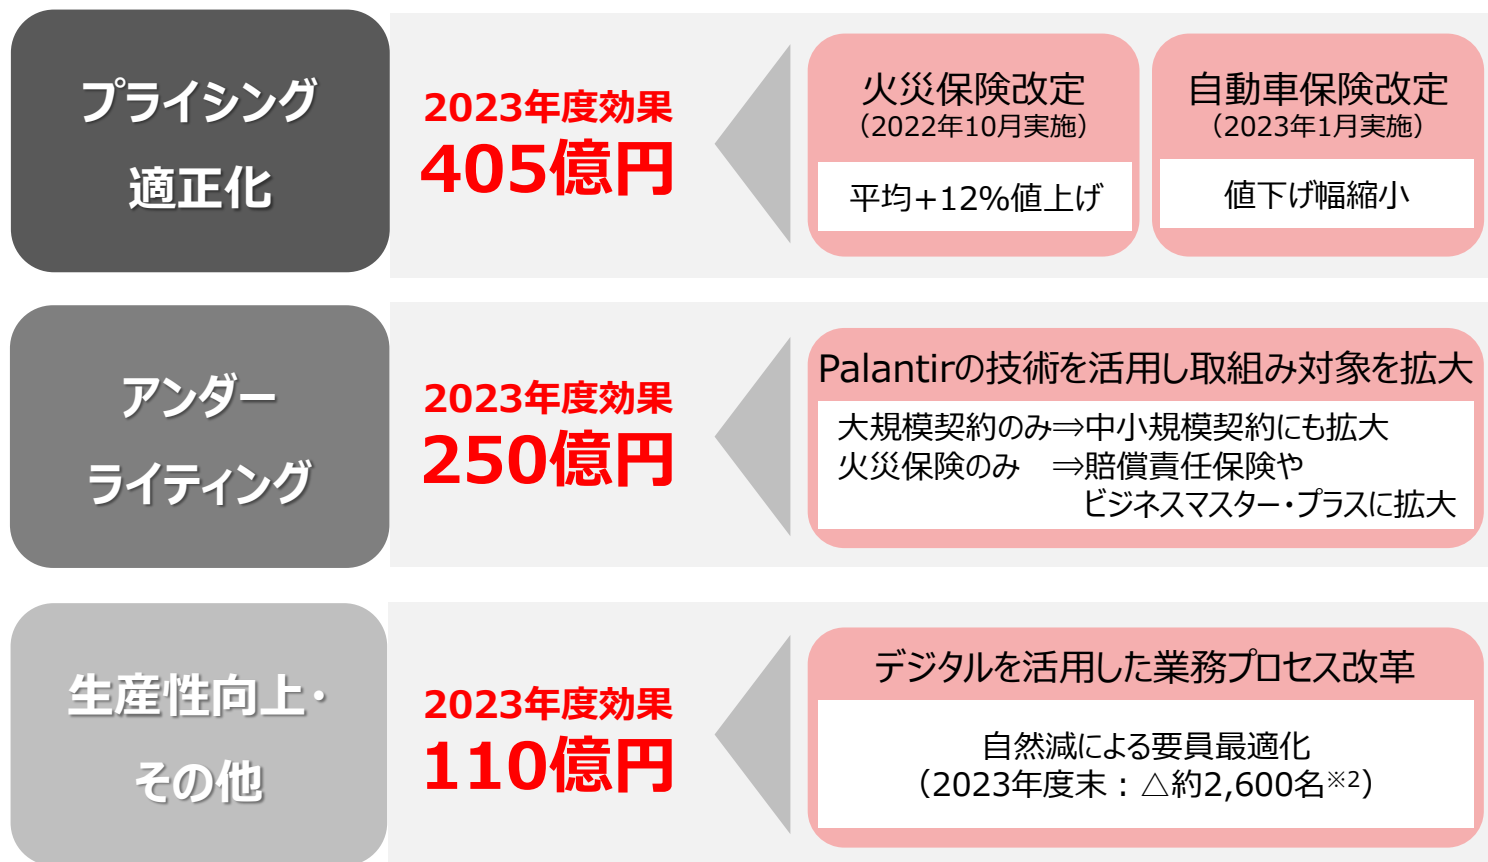 プライシング
適正化
2023年度効果
405億円
火災保険改定
（2022年10月実施）
平均+12%値上げ
自動車保険改定
（2023年1月実施）
値下げ幅縮小
アンダー
ライティング
2023年度効果
250億円
Palantirの技術を活用し取組み対象を拡大
大規模契約のみ⇒中小規模契約にも拡大
火災保険のみ　⇒賠償責任保険や
ビジネスマスター・プラスに拡大
生産性向上・
その他
2023年度効果
110億円
デジタルを活用した業務プロセス改革
自然減による要員最適化
（2023年度末：△約2,600名※2）